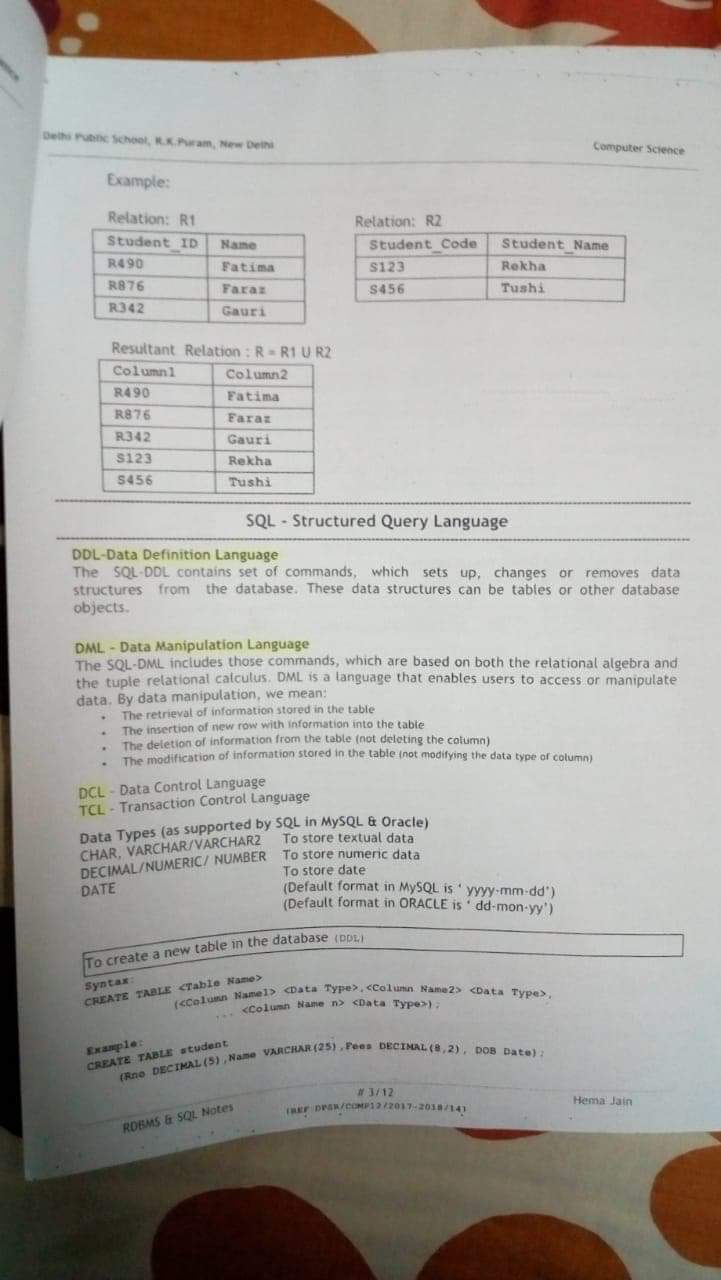 Delhi Public School, R.K.Puram, New Delhi
Computer Science
Example:
Relation: R1
Student_ID Name
R490 Fatima
R876 Faraz
R342 Gauri
Relation: R2
Student_Code Student_Name
S123 Rekha
S456 Tushi
Resultant Relation : R = R1 U R2
Column1 Column2
R490 Fatima
R876 Faraz
R342 Gauri
S123 Rekha
S456 Tushi
SQL - Structured Query Language
DDL-Data Definition Language
The SQL-DDL contains set of commands, which sets up, changes or removes data
structures from the database. These data structures can be tables or other database
objects.
DML - Data Manipulation Language
The SQL-DML includes those commands, which are based on both the relational algebra and
the tuple relational calculus. DML is a language that enables users to access or manipulate
data. By data manipulation, we mean:
• The retrieval of information stored in the table
• The insertion of new row with information into the table
• The deletion of information from the table (not deleting the column)
• The modification of information stored in the table (not modifying the data type of column)
DCL - Data Control Language
TCL - Transaction Control Language
Data Types (as supported by SQL in MySQL & Oracle)
CHAR, VARCHAR/VARCHAR2 To store textual data
DECIMAL/NUMERIC/ NUMBER To store numeric data
DATE To store date
(Default format in MySQL is ‘ yyyy-mm-dd’)
(Default format in ORACLE is ‘ dd-mon-yy’)
To create a new table in the database (DDL)
Syntax:
CREATE TABLE <Table Name>
(<Column Name1> <Data Type>,<Column Name2> <Data Type>,
... <Column Name n> <Data Type>);
Example:
CREATE TABLE student
(Rno DECIMAL(5),Name VARCHAR(25),Fees DECIMAL(8,2), DOB Date);
# 3/12
RDBMS & SQL Notes
[REF DPSR/COMP12/2017-2018/14]
Hema Jain